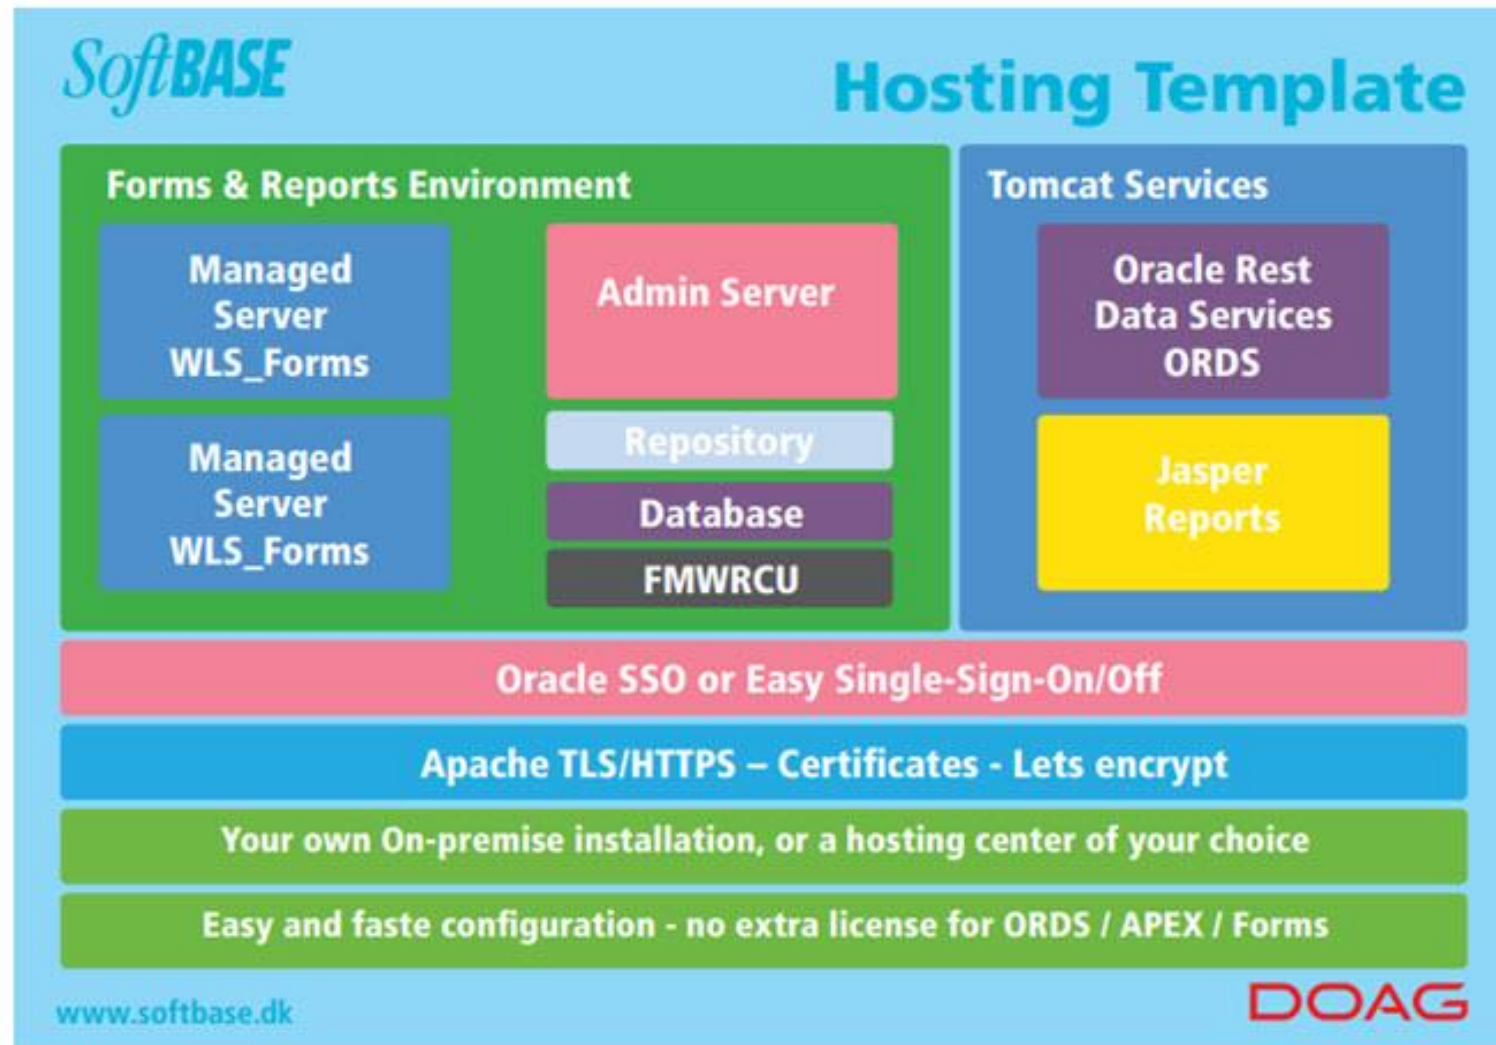 SoftBASE
Hosting Template
Forms & Reports Environment
Managed
Server
WLS_Forms
Managed
Server
WLS_Forms
Admin Server
Repository
Database
FMWRCU
Tomcat Services
Oracle Rest
Data Services
ORDS
Jasper
Reports
Oracle SSO or Easy Single-Sign-On/Off
Apache TLS/HTTPS – Certificates - Lets encrypt
Your own On-premise installation, or a hosting center of your choice
Easy and faste configuration - no extra license for ORDS / APEX / Forms
www.softbase.dk
DOAG